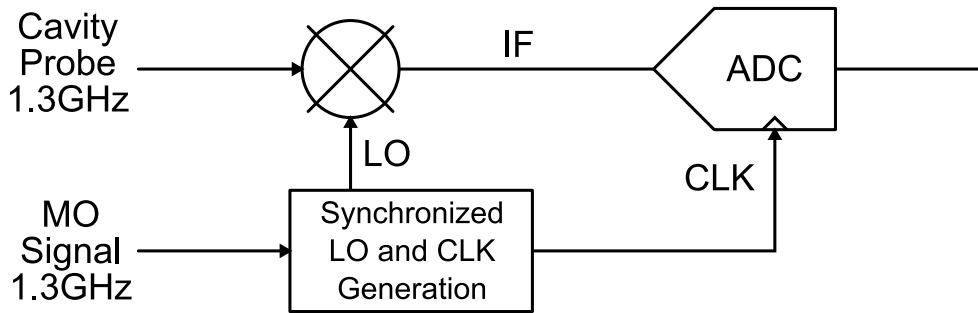 Cavity
Probe
1.3GHz
IF
ADC
LO
CLK
MO
Signal
1.3GHz
Synchronized
LO and CLK
Generation